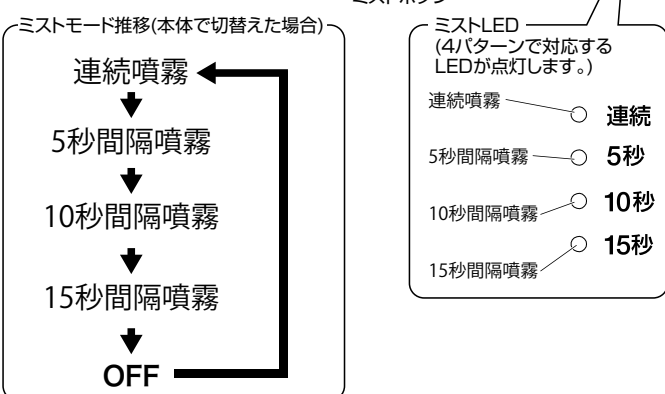 ミストモード推移(本体で切替えた場合)
連続噴霧
5秒間隔噴霧
10秒間隔噴霧
15秒間隔噴霧
OFF
ミストLED
(4パターンで対応する
LEDが点灯します。)
連続噴霧
連続
5秒間隔噴霧
5秒
10秒間隔噴霧
10秒
15秒間隔噴霧
15秒